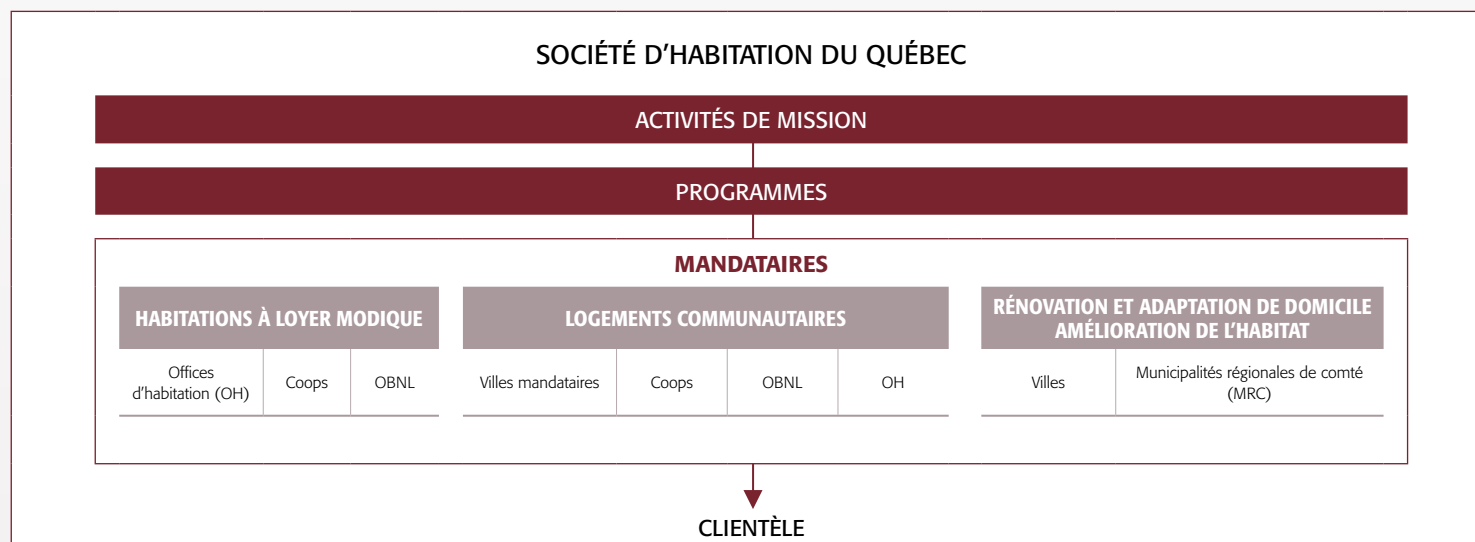 SOCIÉTÉ D'HABITATION DU QUÉBEC
ACTIVITÉS DE MISSION
PROGRAMMES
MANDATAIRES
HABITATIONS À LOYER MODIQUE
Offices
d'habitation (OH)
Coops
OBNL
LOGEMENTS COMMUNAUTAIRES
Villes mandataires
Coops
OBNL
OH
RÉNOVATION ET ADAPTATION DE DOMICILE
AMÉLIORATION DE L'HABITAT
Villes
Municipalités régionales de comté
(MRC)
CLIENTÈLE